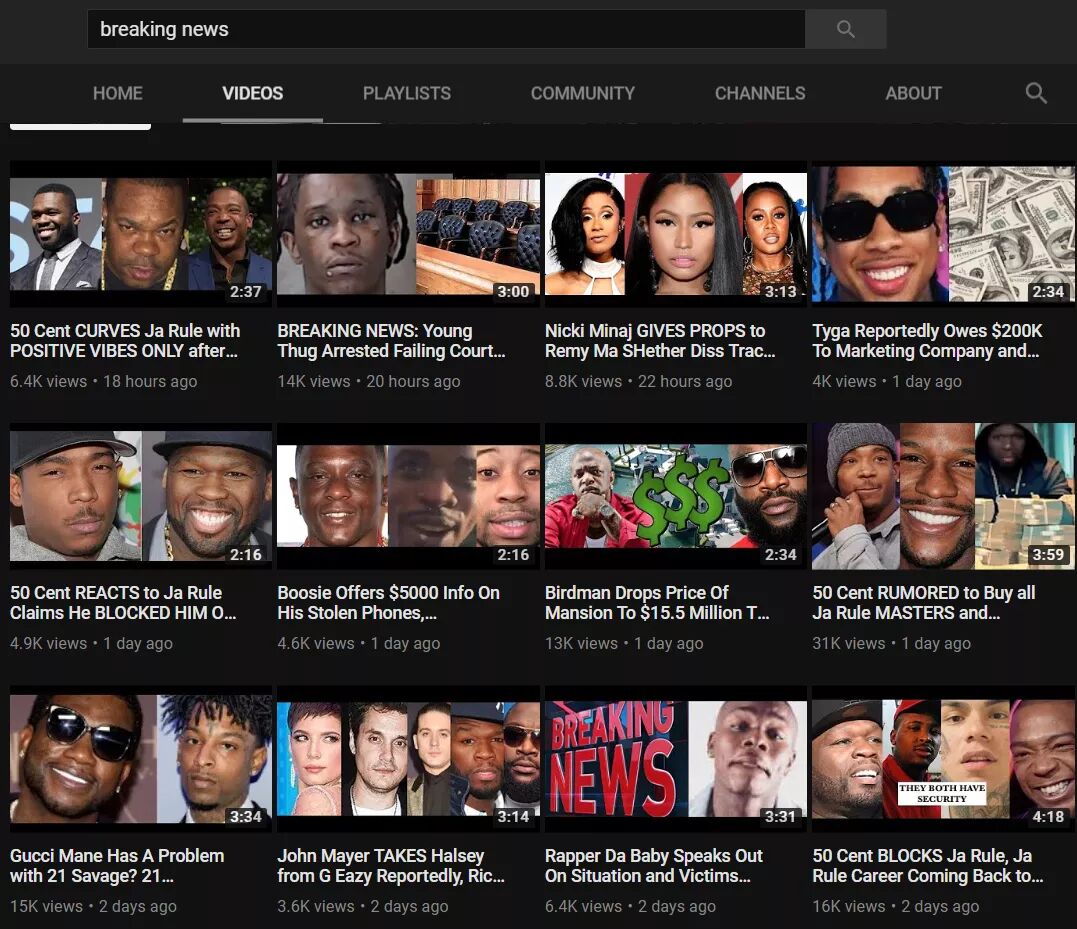 breaking news
HOME VIDEOS PLAYLISTS COMMUNITY CHANNELS ABOUT
2:37 3:00 3:13 2:34
50 Cent CURVES Ja Rule with
POSITIVE VIBES ONLY after...
6.4K views • 18 hours ago
BREAKING NEWS: Young
Thug Arrested Failing Court...
14K views • 20 hours ago
Nicki Minaj GIVES PROPS to
Remy Ma SHether Diss Trac...
8.8K views • 22 hours ago
Tyga Reportedly Owes $200K
To Marketing Company and...
4K views • 1 day ago
$$$
2:16 2:16 2:34 3:59
50 Cent REACTS to Ja Rule
Claims He BLOCKED HIM O...
4.9K views • 1 day ago
Boosie Offers $5000 Info On
His Stolen Phones,...
4.6K views • 1 day ago
Birdman Drops Price Of
Mansion To $15.5 Million T...
13K views • 1 day ago
50 Cent RUMORED to Buy all
Ja Rule MASTERS and...
31K views • 1 day ago
BREAKING
NEWS
THEY BOTH HAVE
SECURITY
3:34 3:14 3:31 4:18
Gucci Mane Has A Problem
with 21 Savage? 21...
15K views • 2 days ago
John Mayer TAKES Halsey
from G Eazy Reportedly, Ric...
3.6K views • 2 days ago
Rapper Da Baby Speaks Out
On Situation and Victims...
6.4K views • 2 days ago
50 Cent BLOCKS Ja Rule, Ja
Rule Career Coming Back to...
16K views • 2 days ago